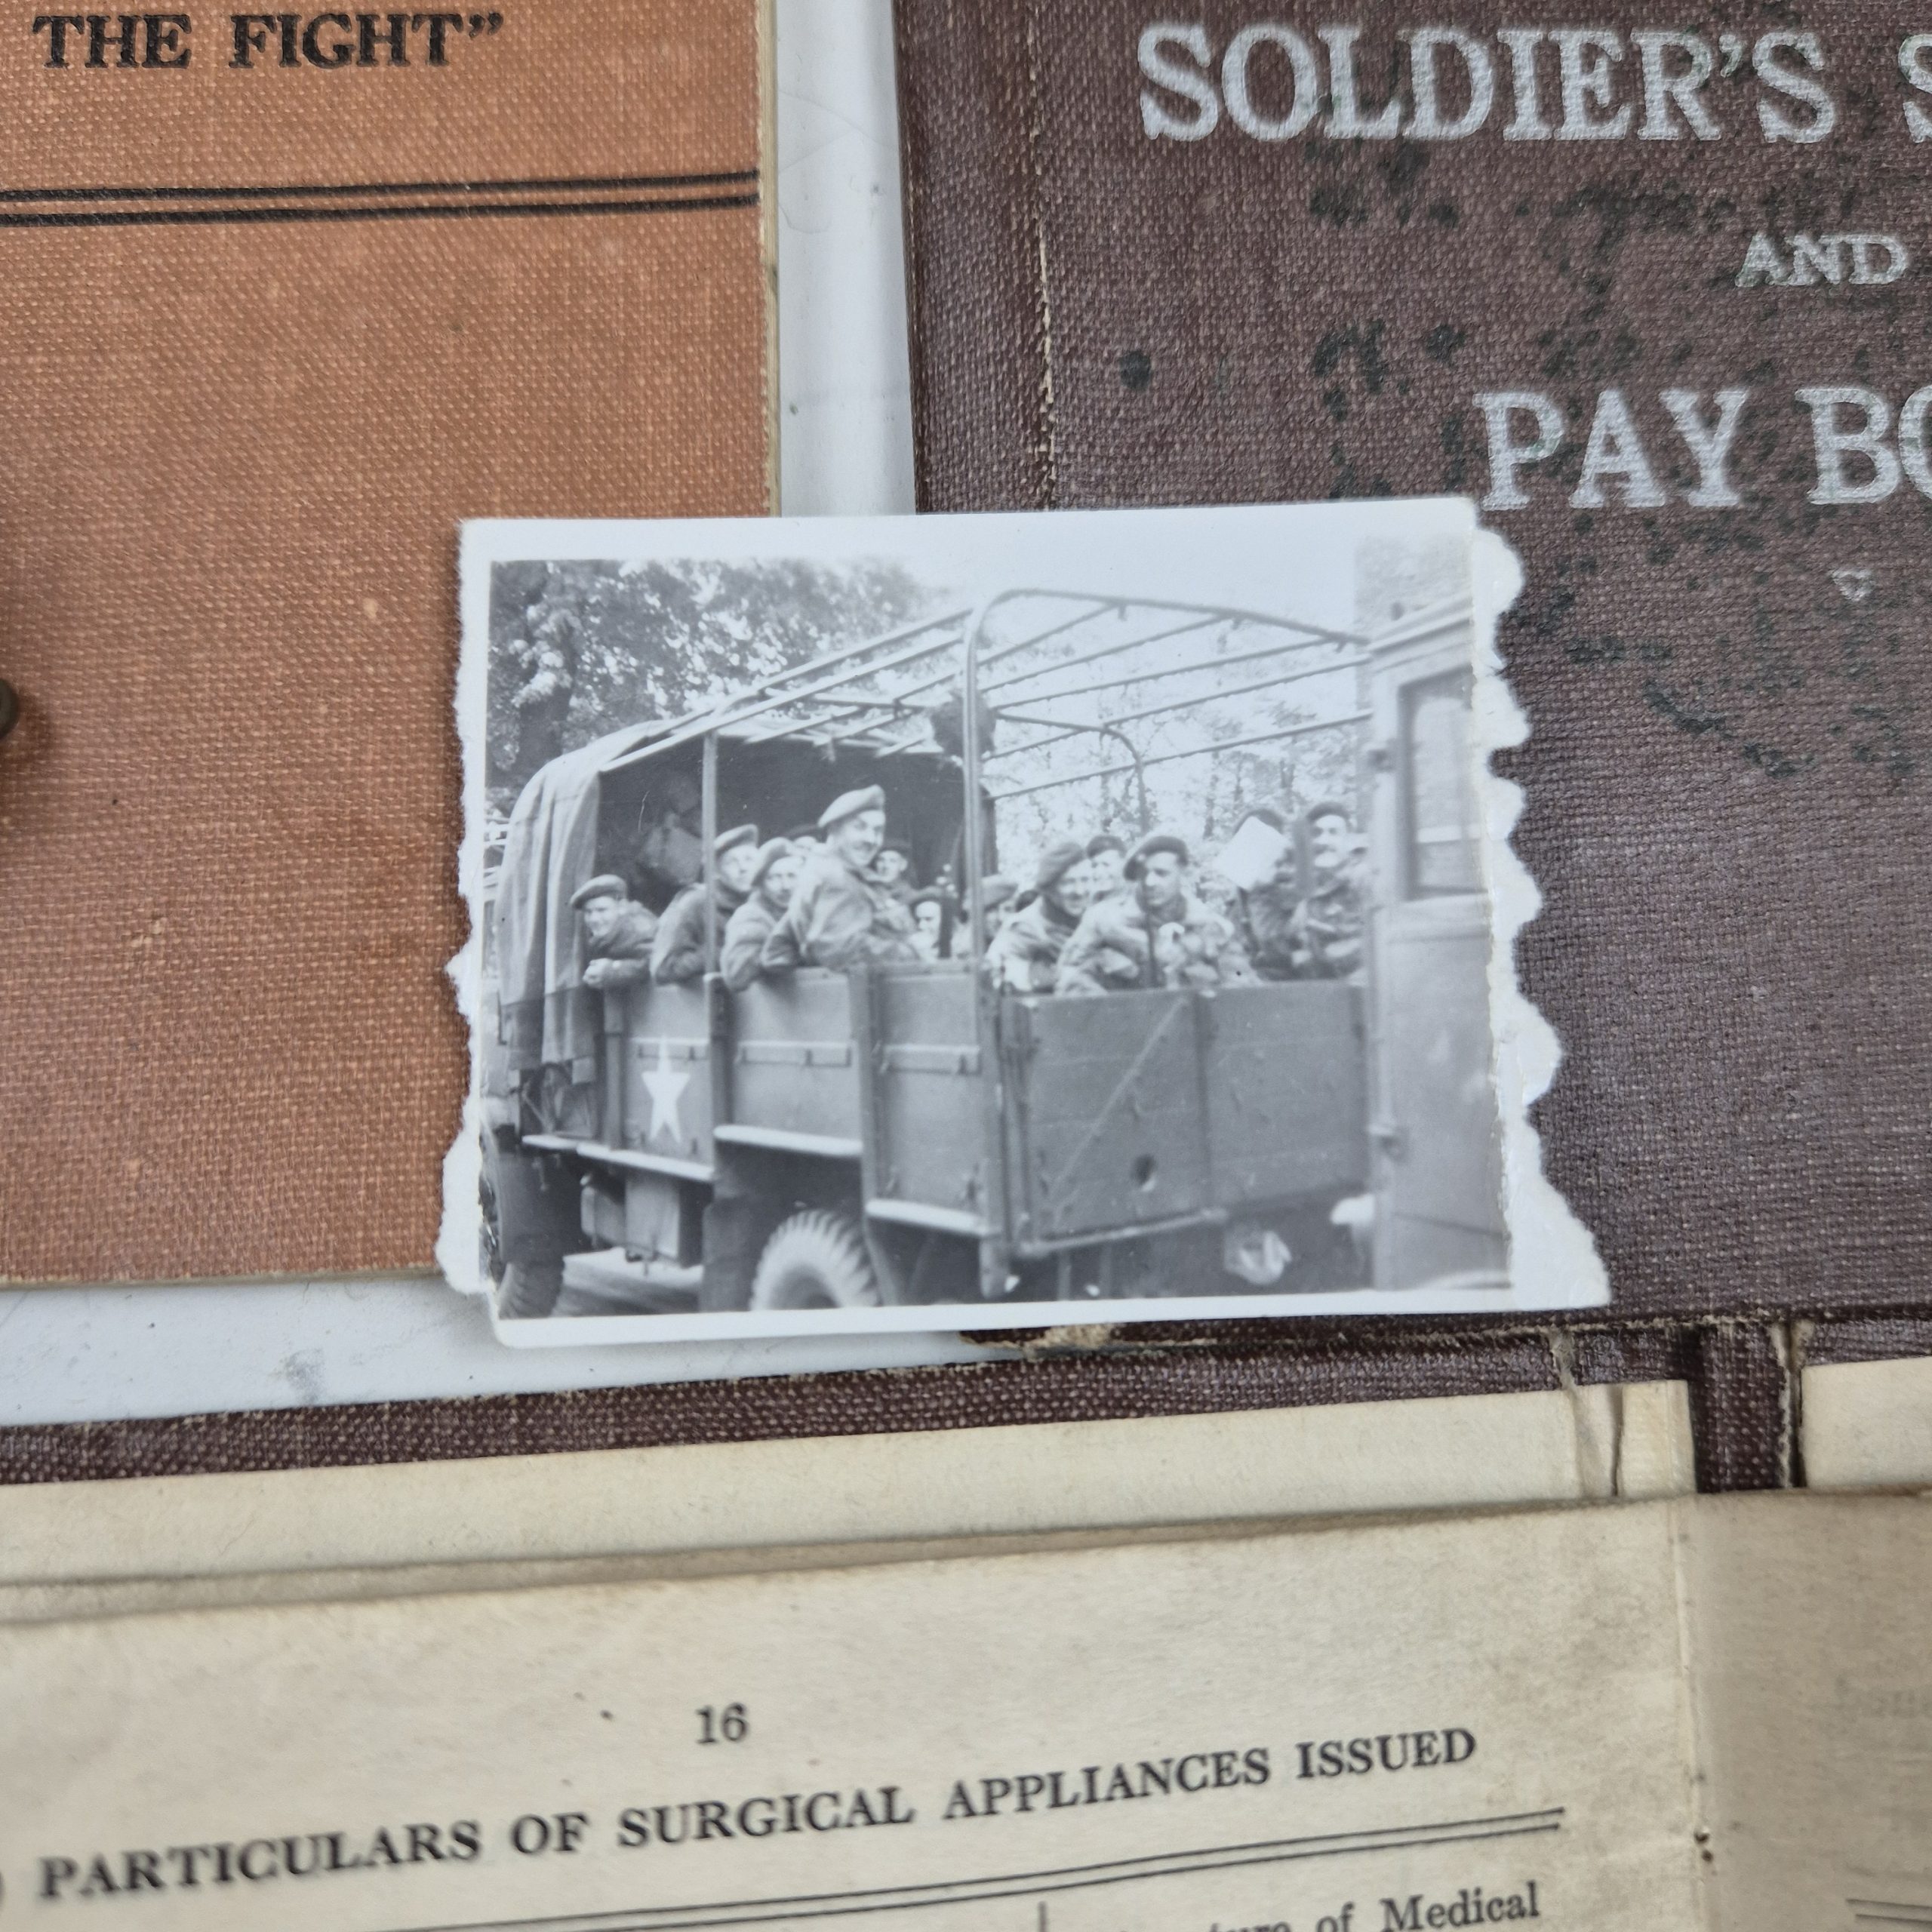 THE FIGHT”
SOLDIER’S S
AND
PAY BO
16
) PARTICULARS OF SURGICAL APPLIANCES ISSUED
of Medical